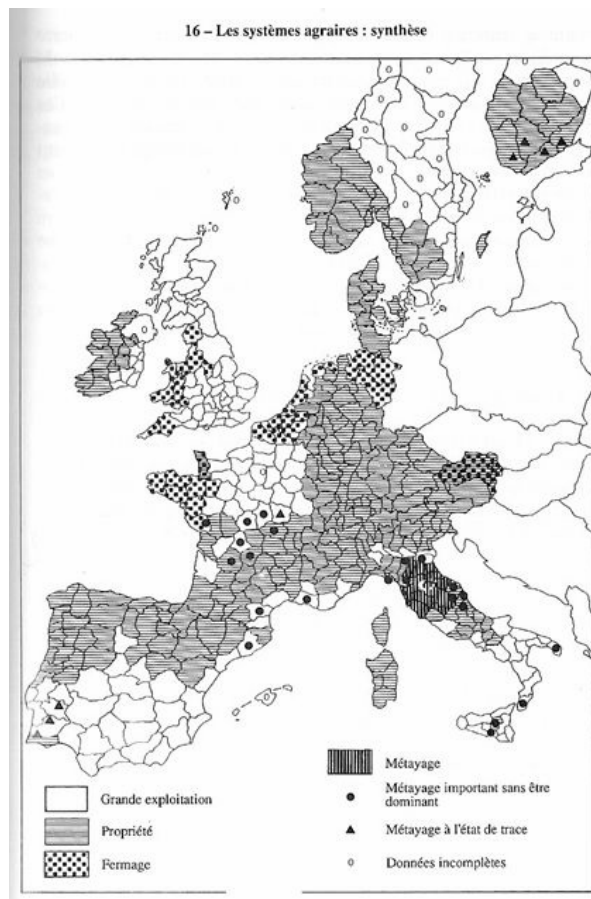 16 – Les systèmes agraires : synthèse
Grande exploitation
Propriété
Fermage
Métayage
Métayage important sans être
dominant
Métayage à l'état de trace
Données incomplètes